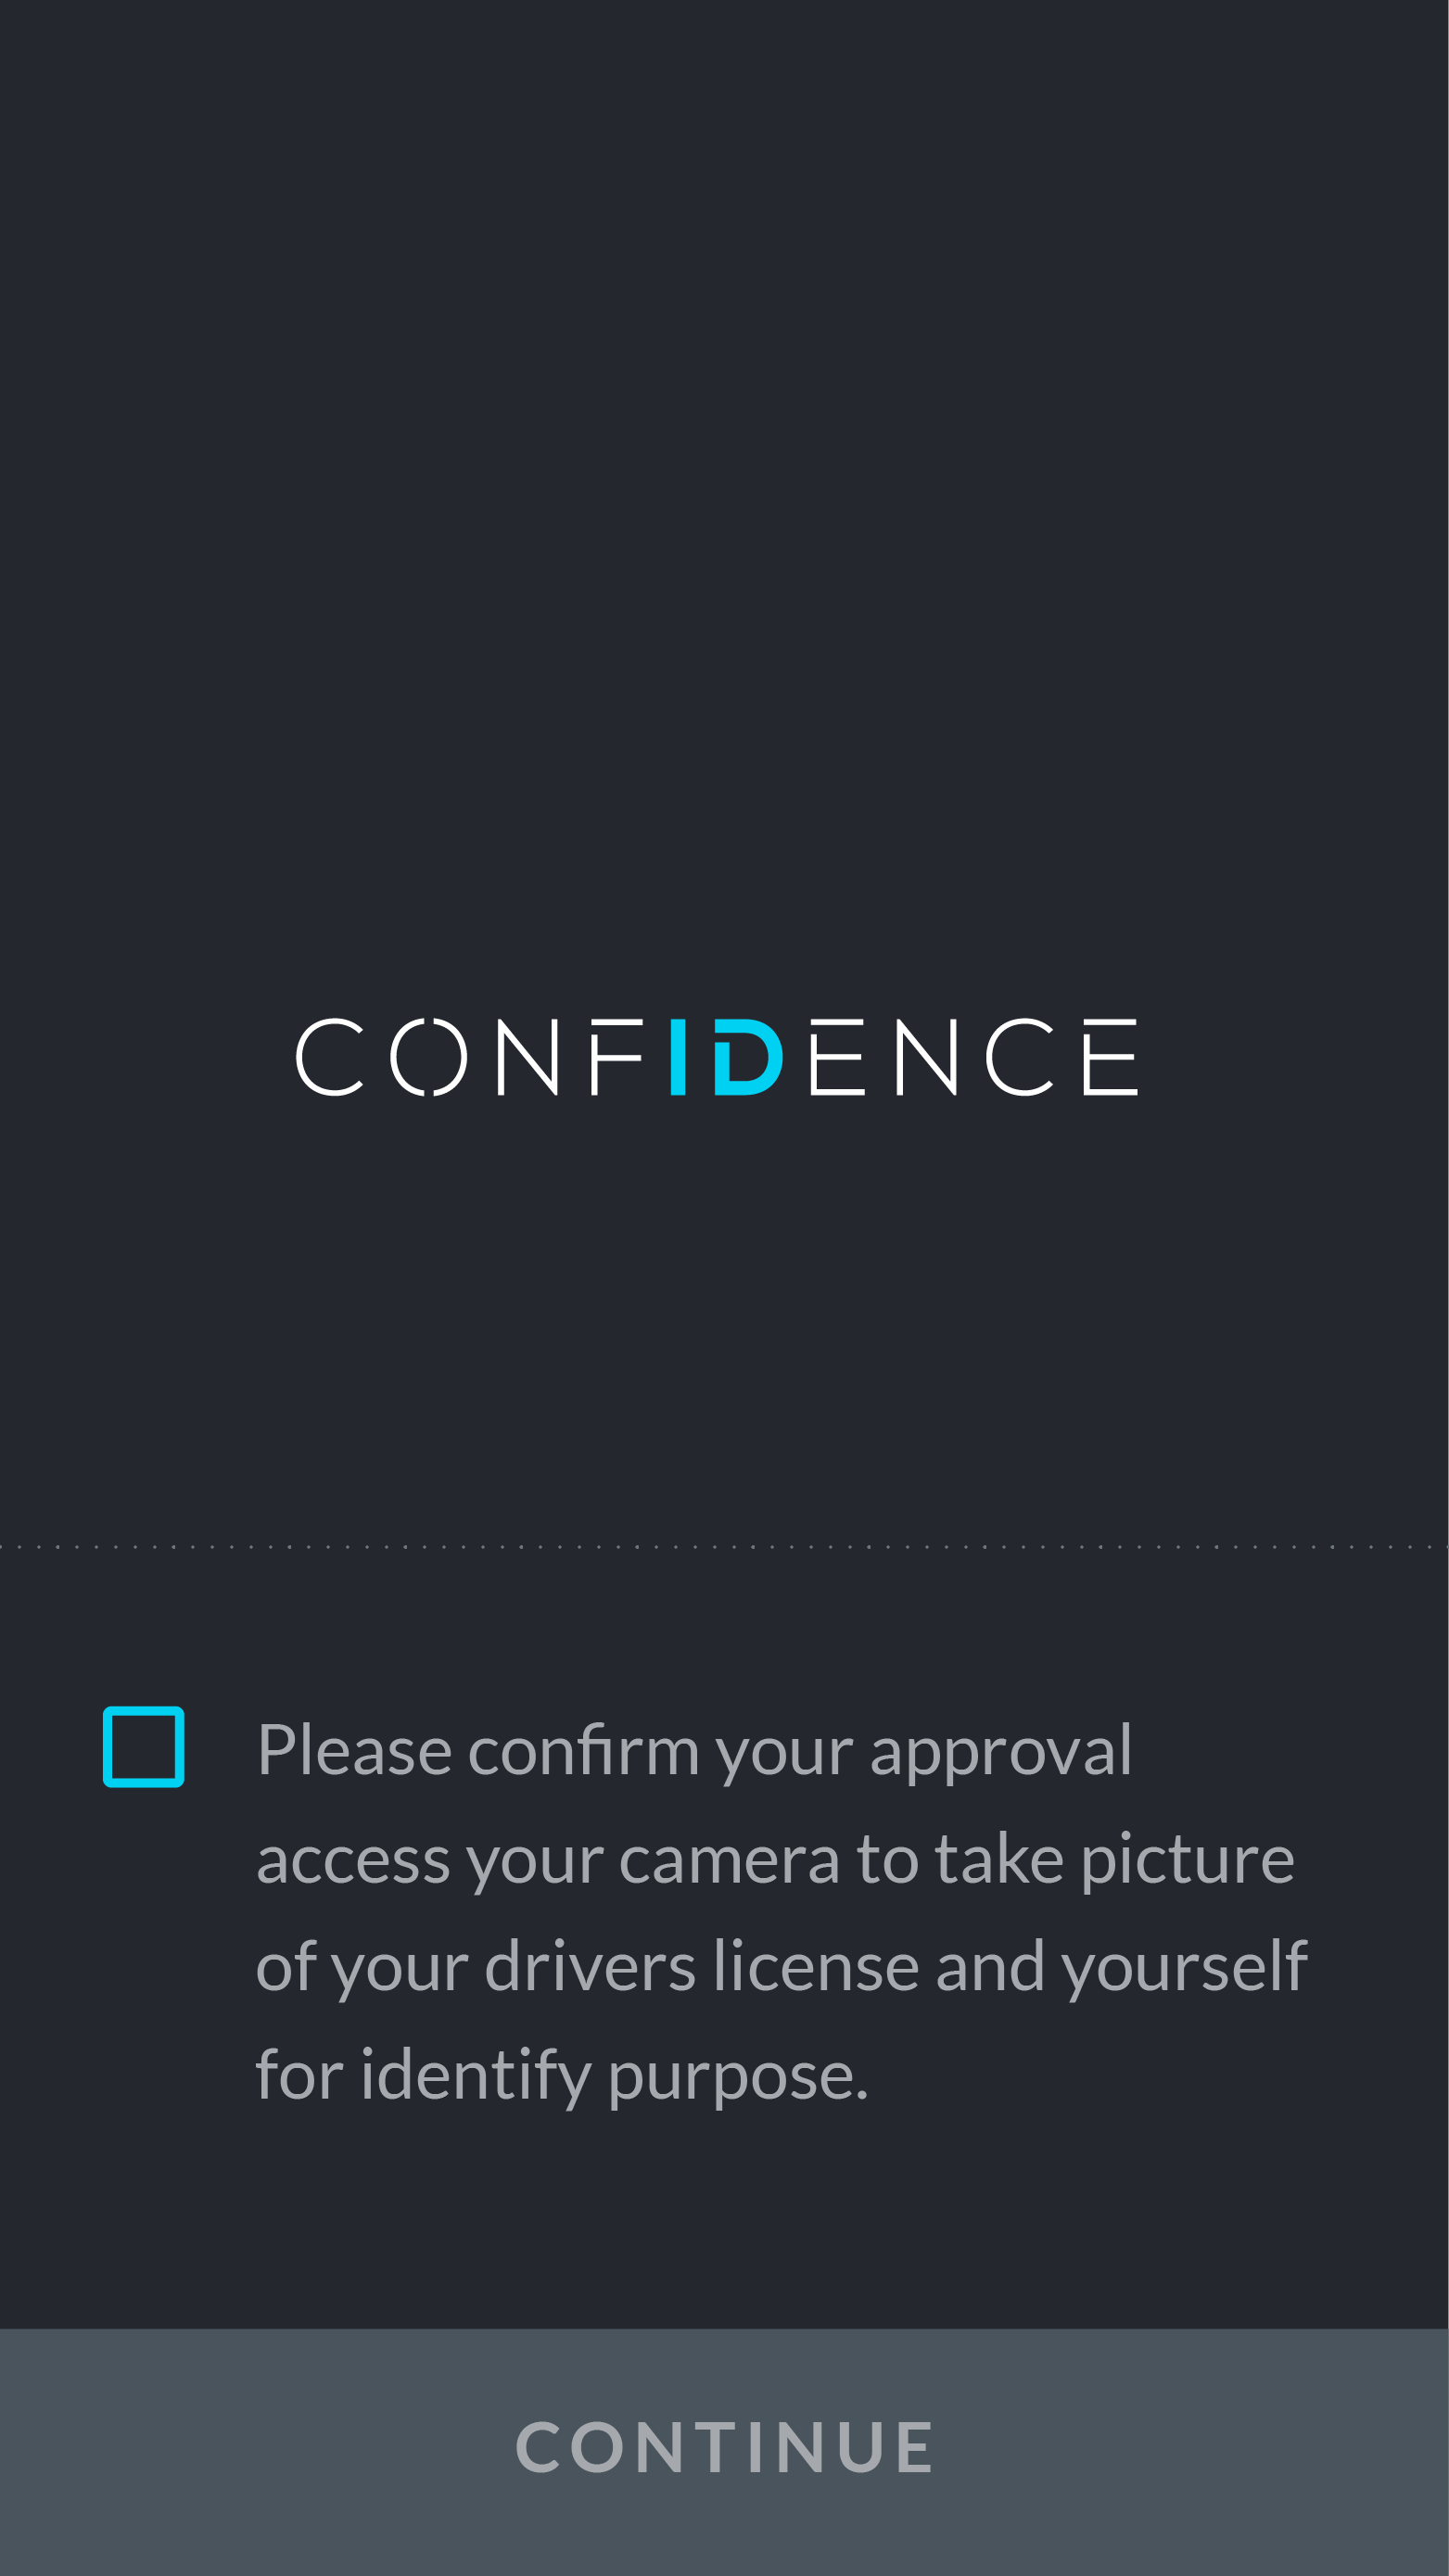 CONFIDENCE
Please confirm your approval
access your camera to take picture
of your drivers license and yourself
for identify purpose.
CONTINUE